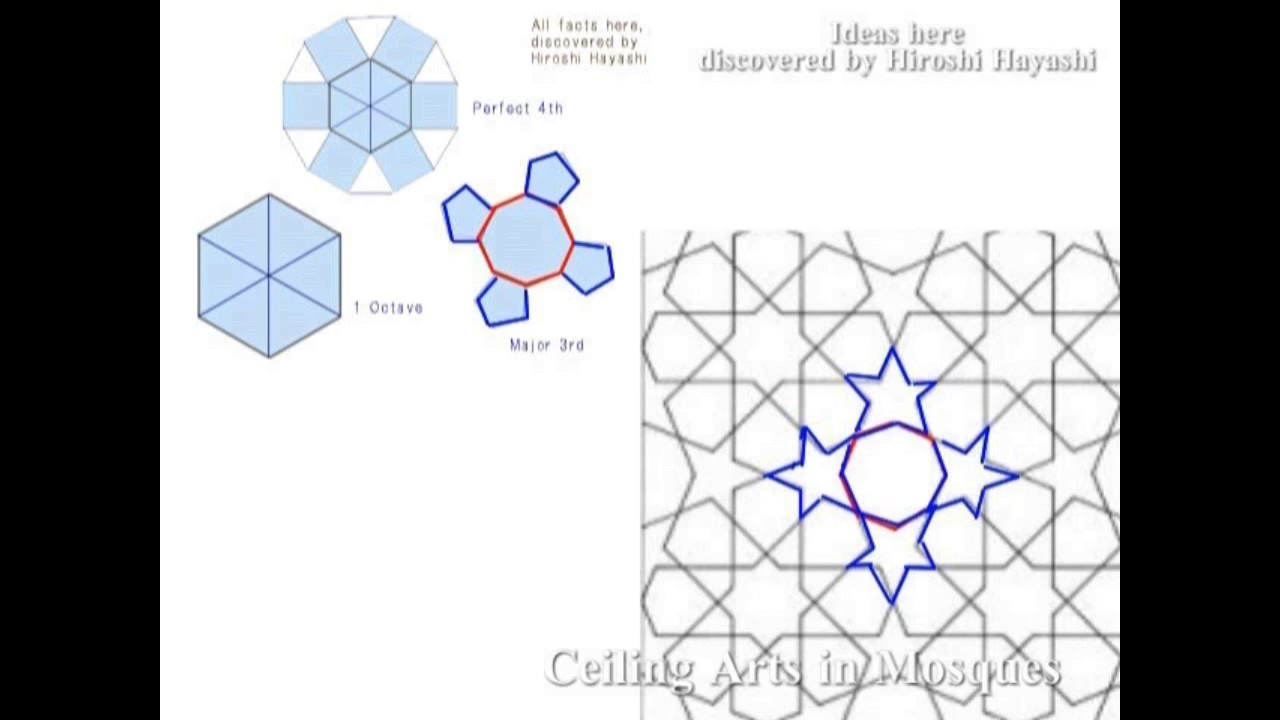 All facts here,
discovered by
Hiroshi Hayashi
Ideas here
discovered by Hiroshi Hayashi
Perfect 4th
1 Octave
Major 3rd
Ceiling Arts in Mosques